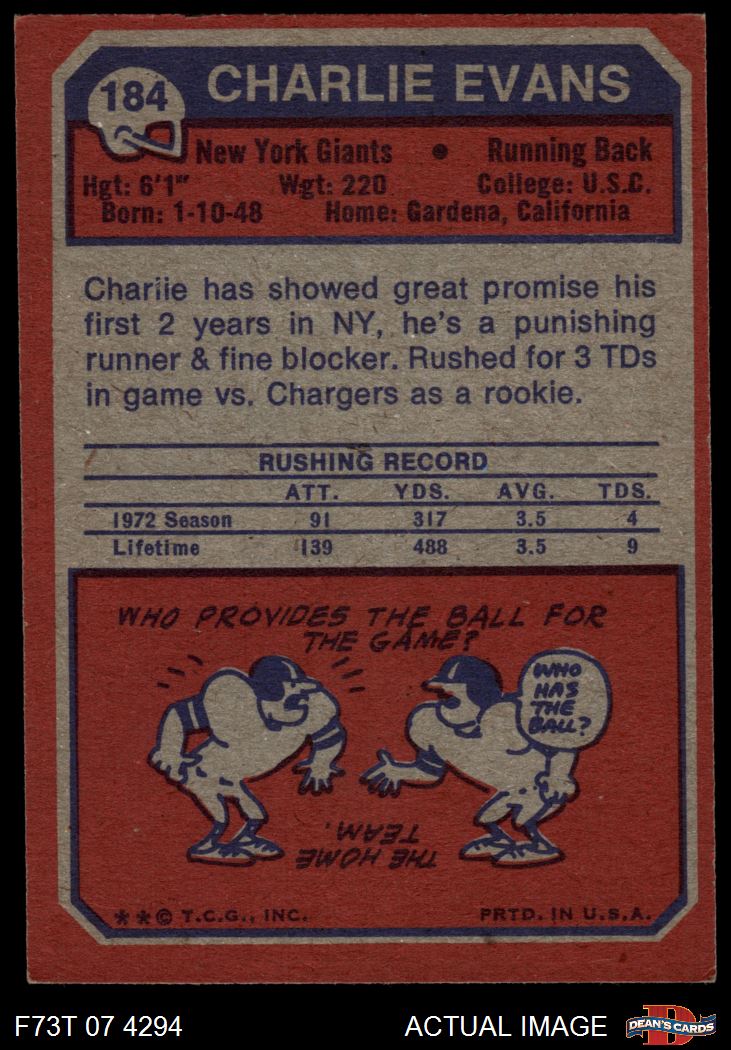 184
CHARLIE EVANS
New York Giants • Running Back
Hgt: 6'1" Wgt: 220 College: U.S.C.
Born: 1-10-48 Home: Gardena, California
Charlie has showed great promise his
first 2 years in NY, he's a punishing
runner & fine blocker. Rushed for 3 TDs
in game vs. Chargers as a rookie.
RUSHING RECORD
ATT. YDS. AVG. TDS.
1972 Season 91 317 3.5 4
Lifetime 139 488 3.5 9
WHO PROVIDES THE BALL FOR
THE GAME?
WHO
HAS
THE
BALL?
THE HOME
TEAM.
**© T.C.G., INC. PRTD. IN U.S.A.
F73T 07 4294 ACTUAL IMAGE
D
DEAN'S CARDS